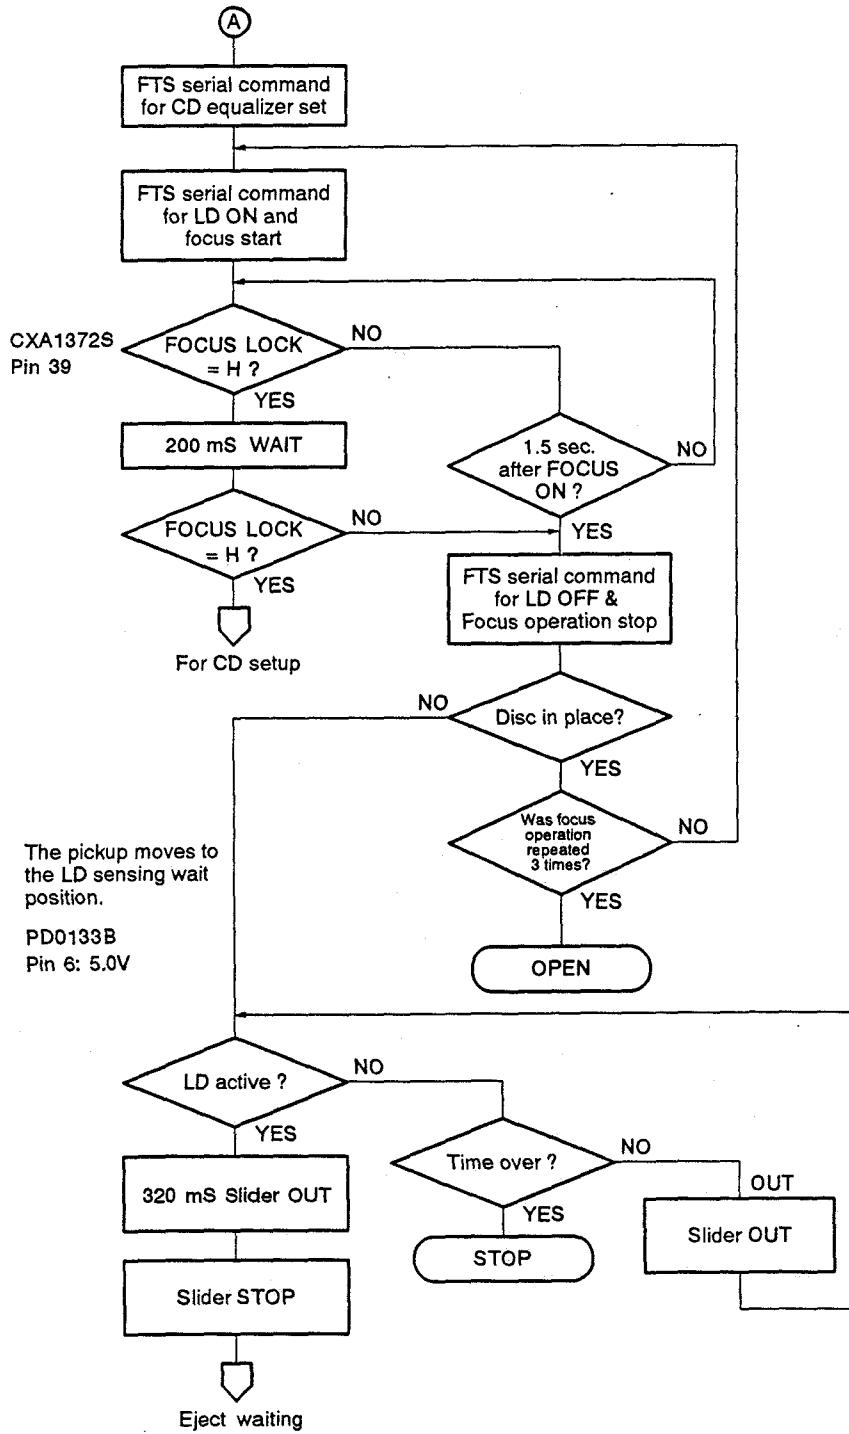 A
FTS serial command
for CD equalizer set
FTS serial command
for LD ON and
focus start
CXA1372S
Pin 39
FOCUS LOCK
= H ?
NO
YES
200 mS WAIT
1.5 sec.
after FOCUS
ON ?
NO
YES
FOCUS LOCK
= H ?
NO
YES
For CD setup
FTS serial command
for LD OFF &
Focus operation stop
Disc in place?
NO
YES
Was focus
operation
repeated
3 times?
NO
YES
OPEN
The pickup moves to
the LD sensing wait
position.
PD0133B
Pin 6: 5.0V
LD active ?
NO
YES
Time over ?
NO
YES
STOP
OUT
Slider OUT
320 mS Slider OUT
Slider STOP
Eject waiting